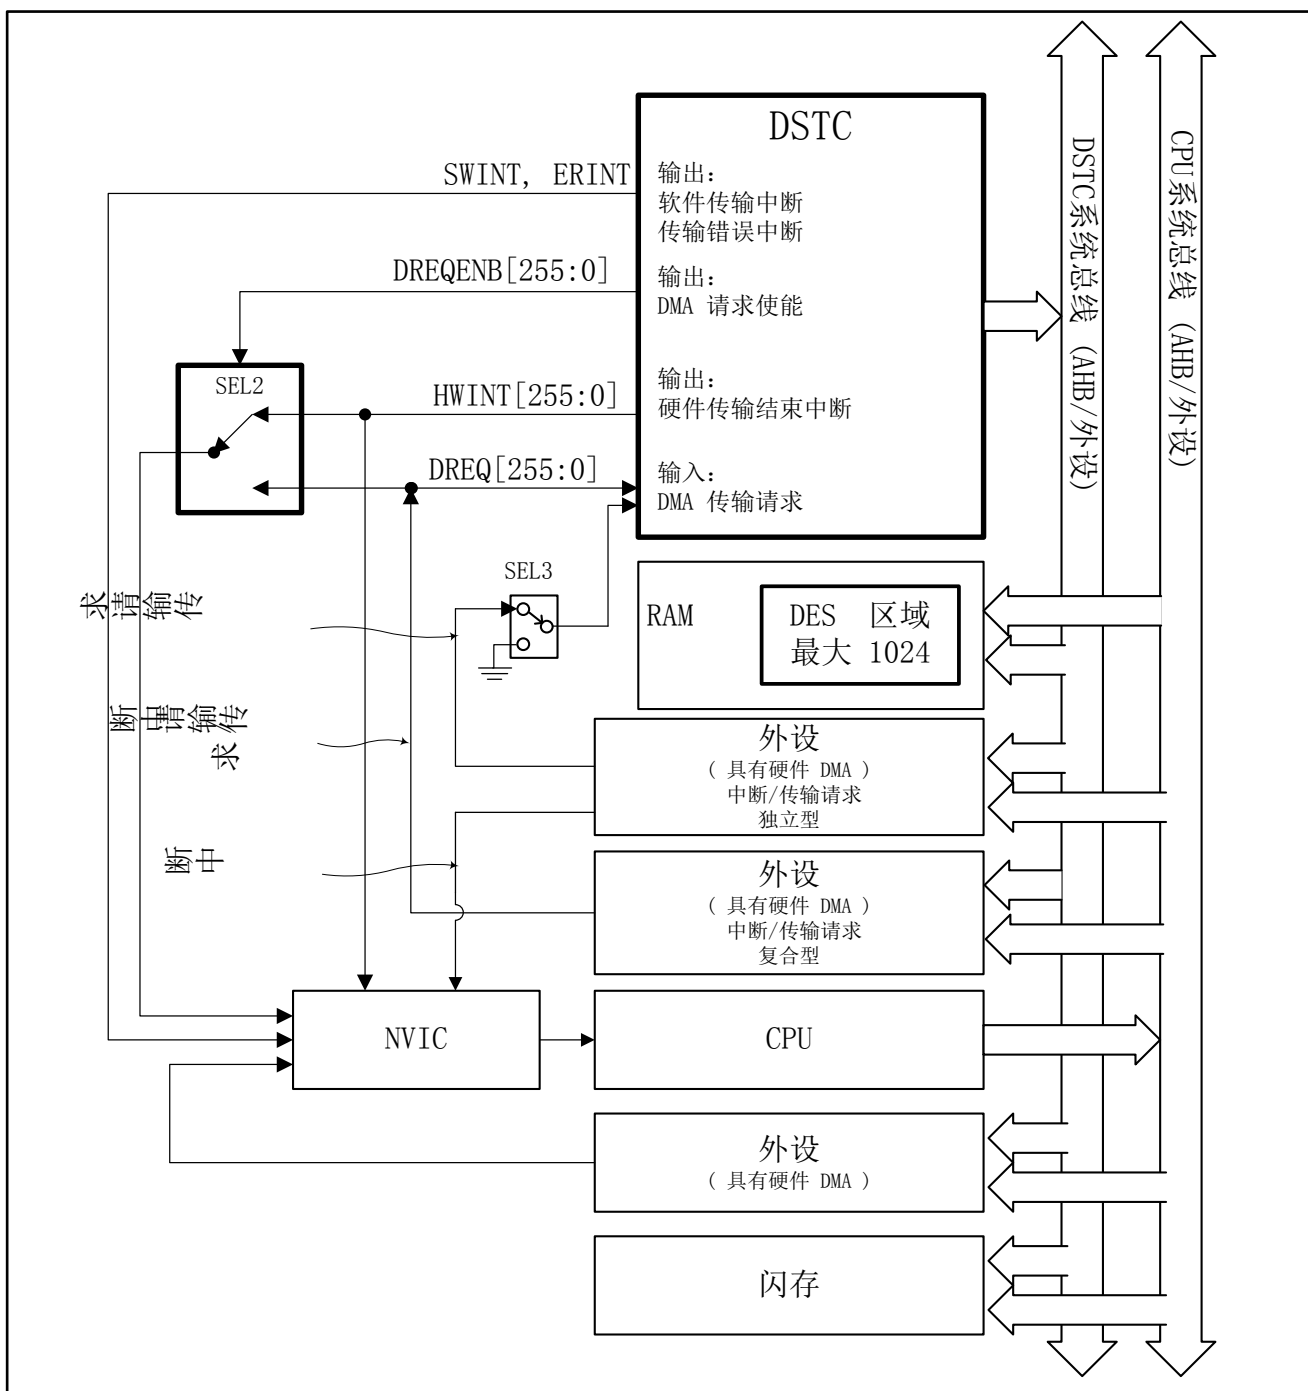 DSTC
SWINT, ERINT
输出:
软件传输中断
传输错误中断
DREQENB[255:0]
输出:
DMA 请求使能
SEL2
HWINT[255:0]
输出:
硬件传输结束中断
DREQ[255:0]
输入:
DMA 传输请求
DSTC系统总线 (AHB/外设)
CPU系统总线 (AHB/外设)
SEL3
求请输传
RAM
DES 区域
最大 1024
断中请输传
求
外设
( 具有硬件 DMA )
中断/传输请求
独立型
断中
外设
( 具有硬件 DMA )
中断/传输请求
复合型
NVIC
CPU
外设
( 具有硬件 DMA )
闪存